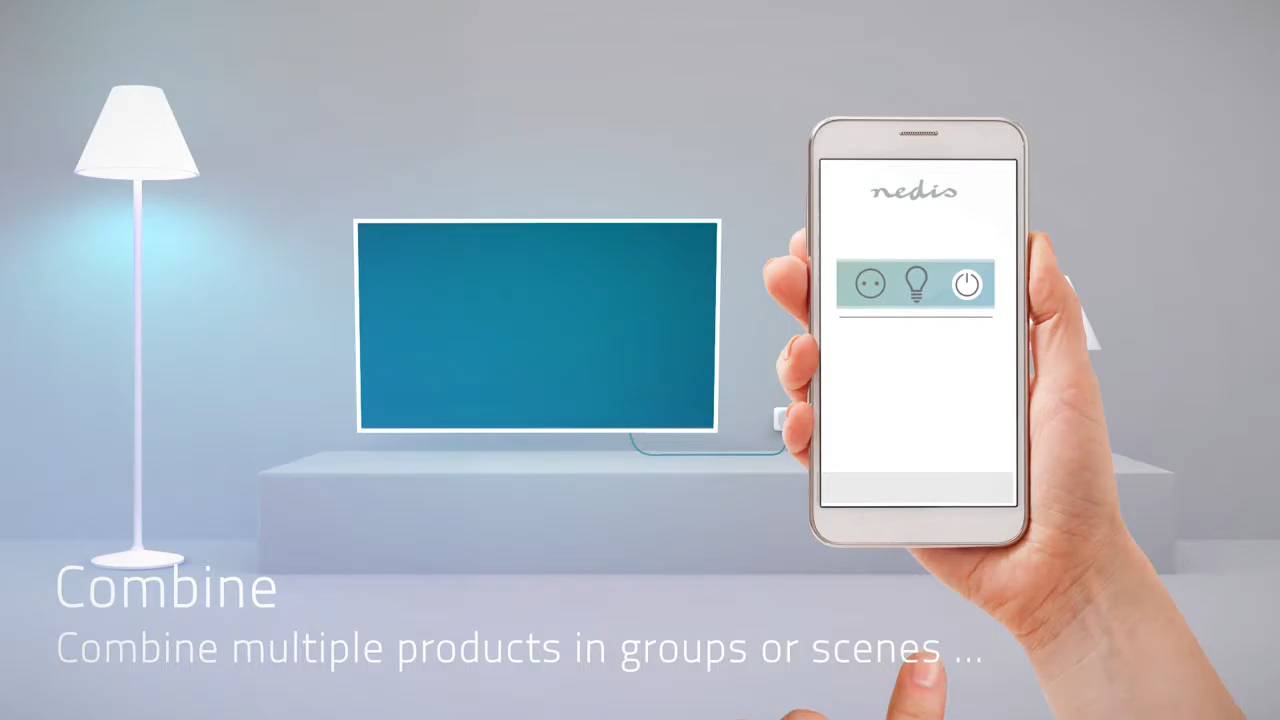 nedis
Combine
Combine multiple products in groups or scenes ...